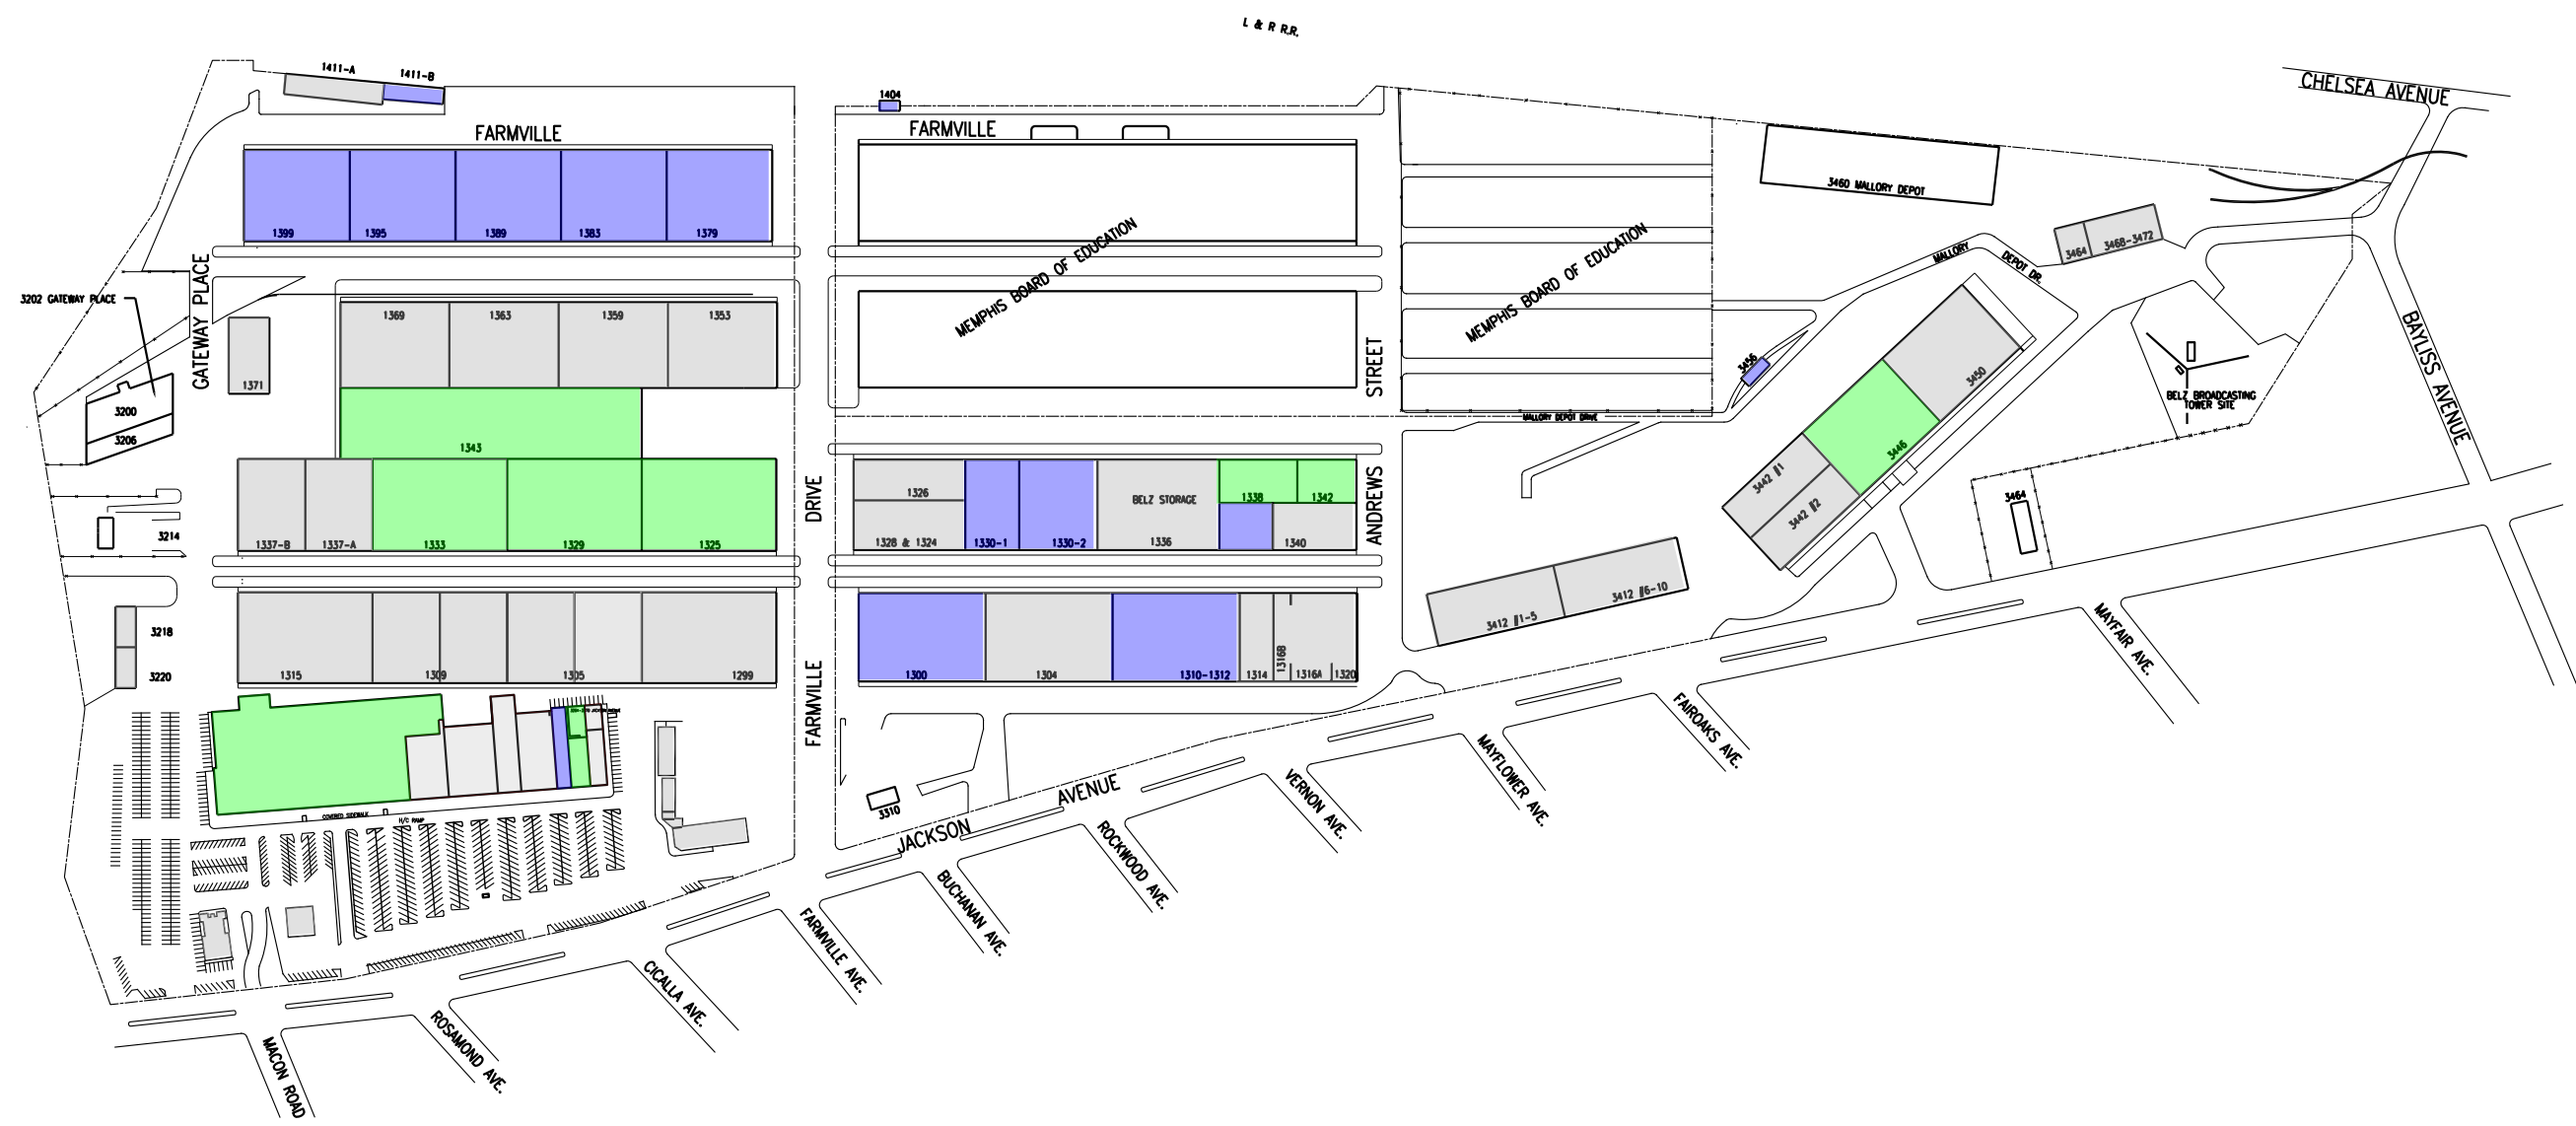 L & R R.R.
1411-A
1411-B
CHELSEA AVENUE
1404
FARMVILLE
FARMVILLE
3460 MALLORY DEPOT
1399
1395
1389
1383
1379
MEMPHIS BOARD OF EDUCATION
MEMPHIS BOARD OF EDUCATION
MALLORY
DEPOT DR.
3464
3468-3472
3202 GATEWAY PLACE
GATEWAY PLACE
1369
1363
1359
1353
1371
STREET
3456
3450
BAYLISS AVENUE
BELZ BROADCASTING
TOWER SITE
3200
3206
MALLORY DEPOT DRIVE
1343
3446
3442 #1
3442 #2
1326
BELZ STORAGE
1338
1342
DRIVE
ANDREWS
3464
3214
1337-B
1337-A
1333
1329
1325
1328 & 1324
1330-1
1330-2
1336
1340
3412 #1-5
3412 #6-10
3218
3220
1315
1309
1305
1299
FARMVILLE
1300
1304
1310-1312
1314
1316B
1316A
1320
MAYFAIR AVE.
FAIROAKS AVE.
MAYFLOWER AVE.
VERNON AVE.
COVERED SIDEWALK
H/C RAMP
3310
JACKSON
AVENUE
ROCKWOOD AVE.
BUCHANAN AVE.
FARMVILLE AVE.
CICALLA AVE.
ROSAMOND AVE.
MACON ROAD